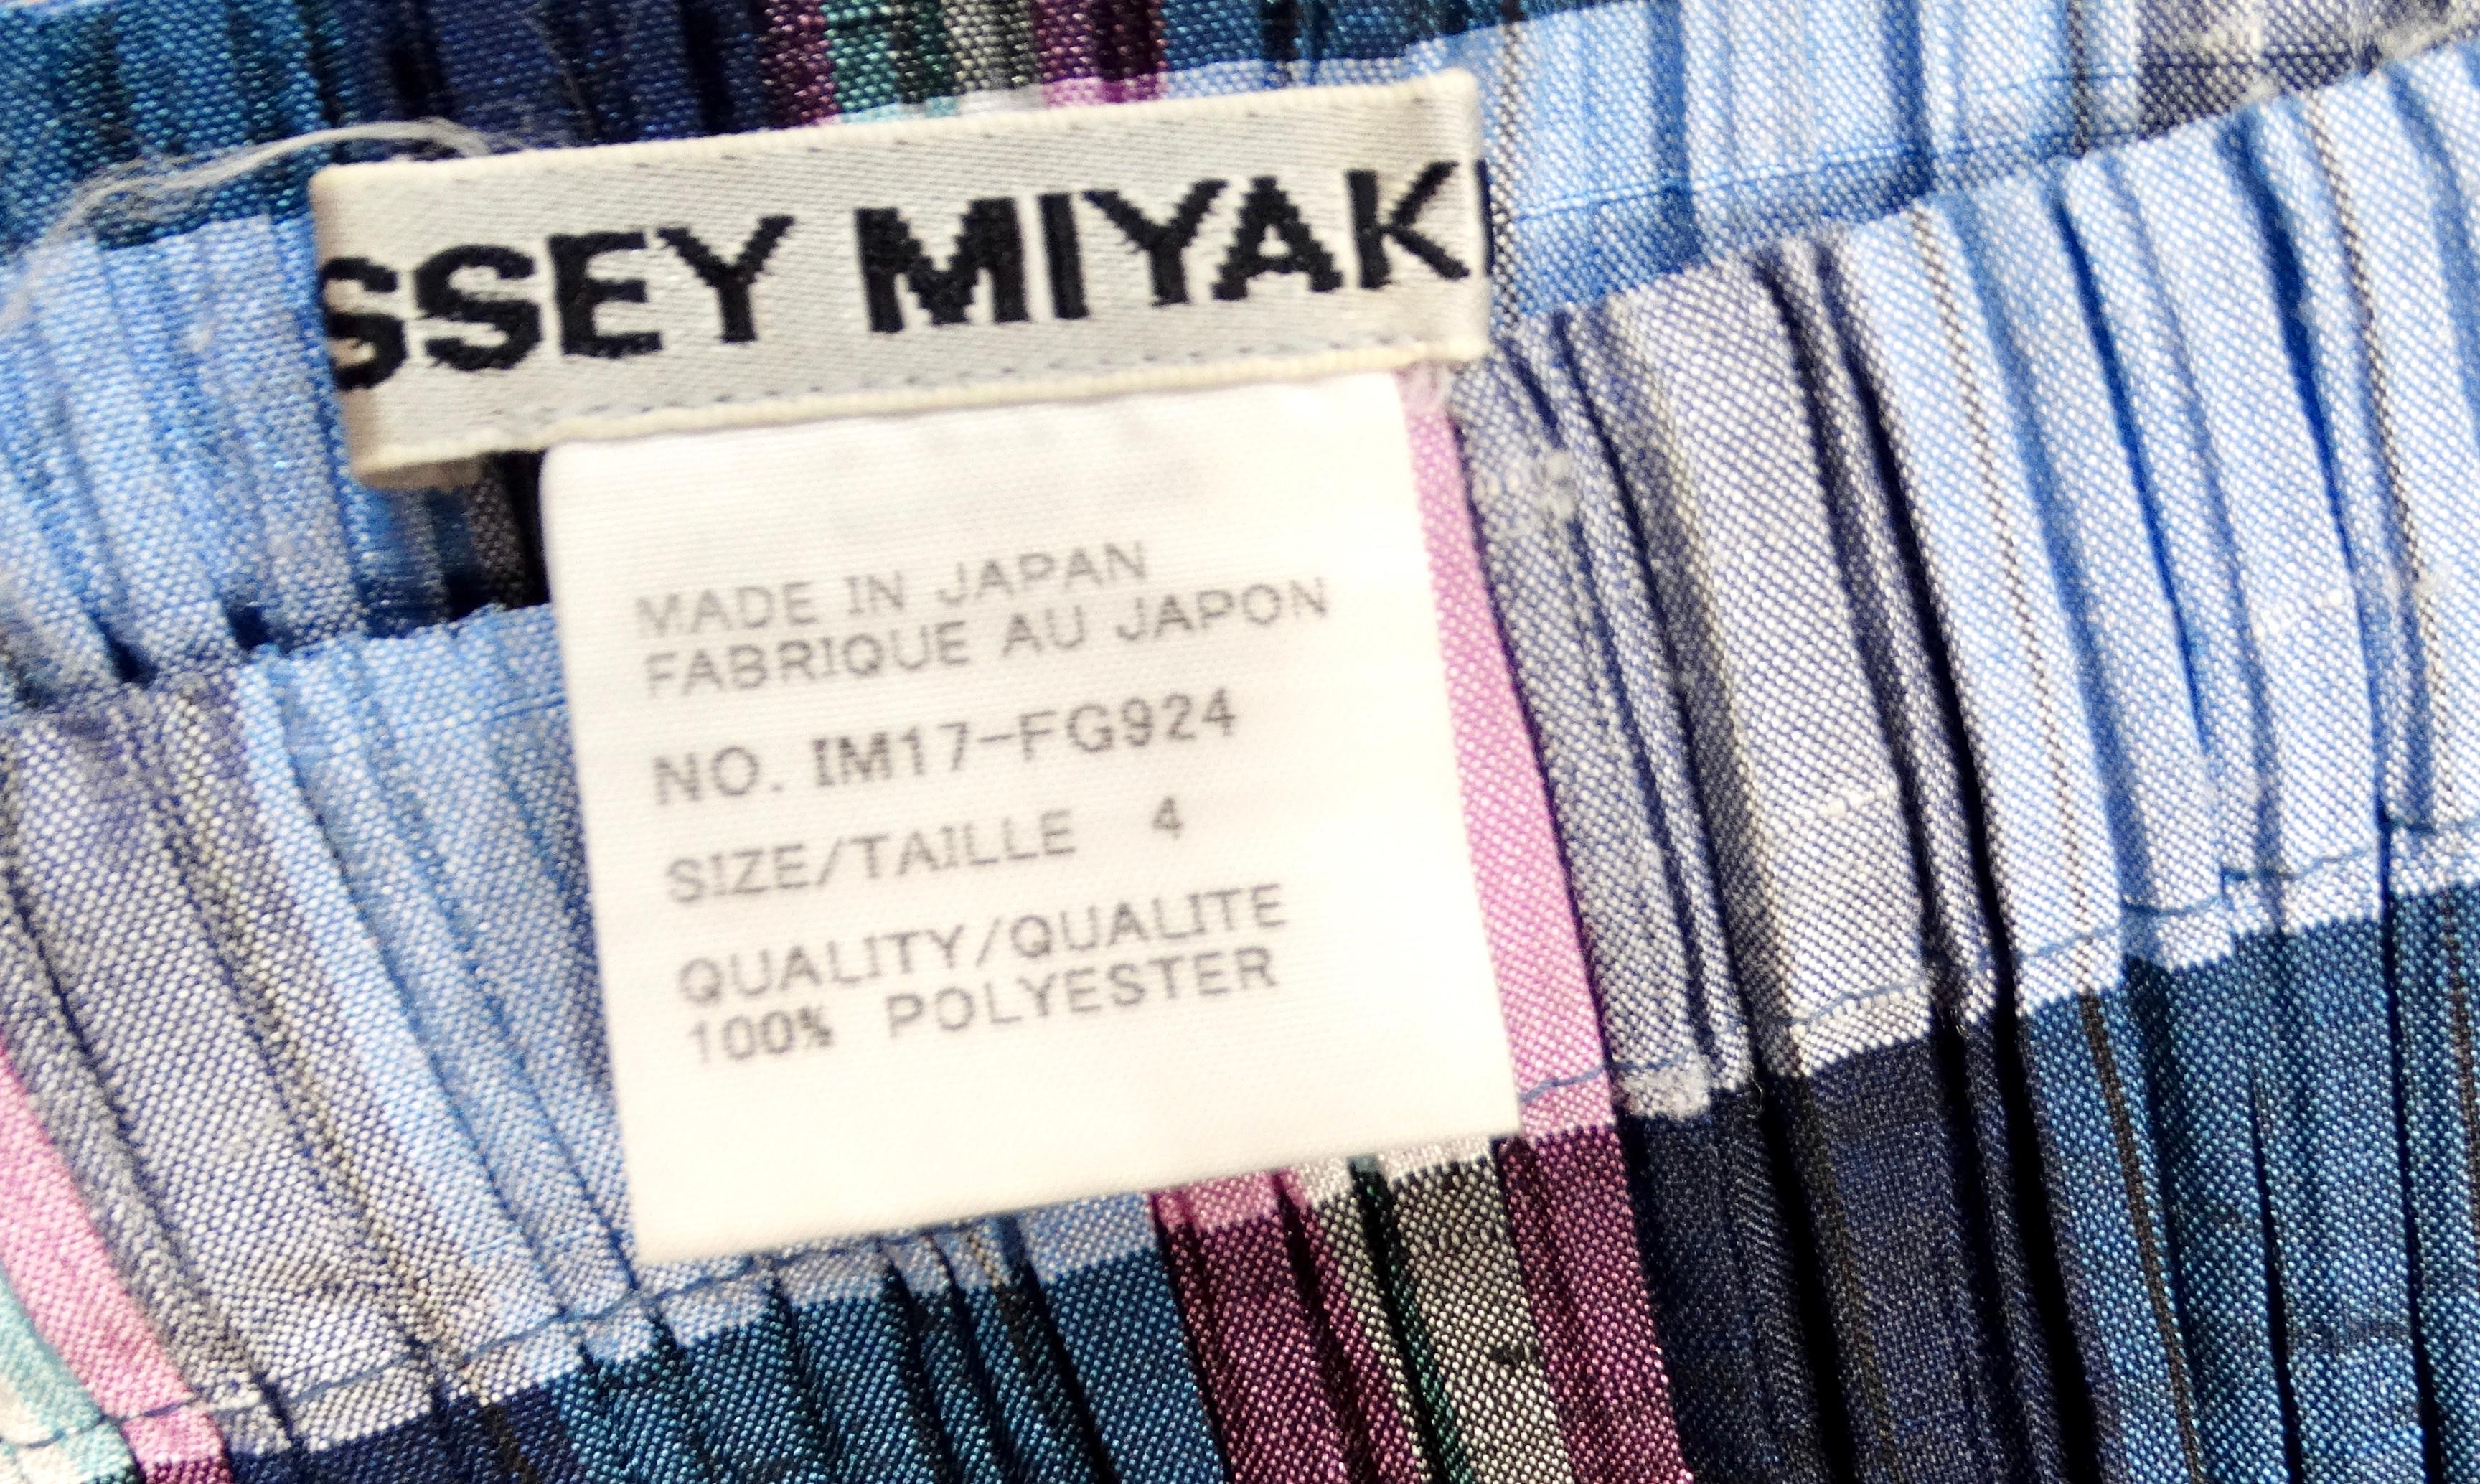 SSEY MIYAK
MADE IN JAPAN
FABRIQUE AU JAPON
NO. IM17-FG924
SIZE/TAILLE 4
QUALITY/QUALITE
100% POLYESTER